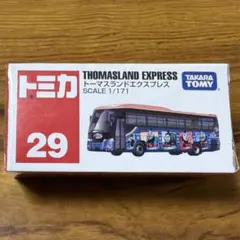 トミカ
29
THOMASLAND EXPRESS
トーマスランドエクスプレス
SCALE 1/171
TAKARA
TOMY